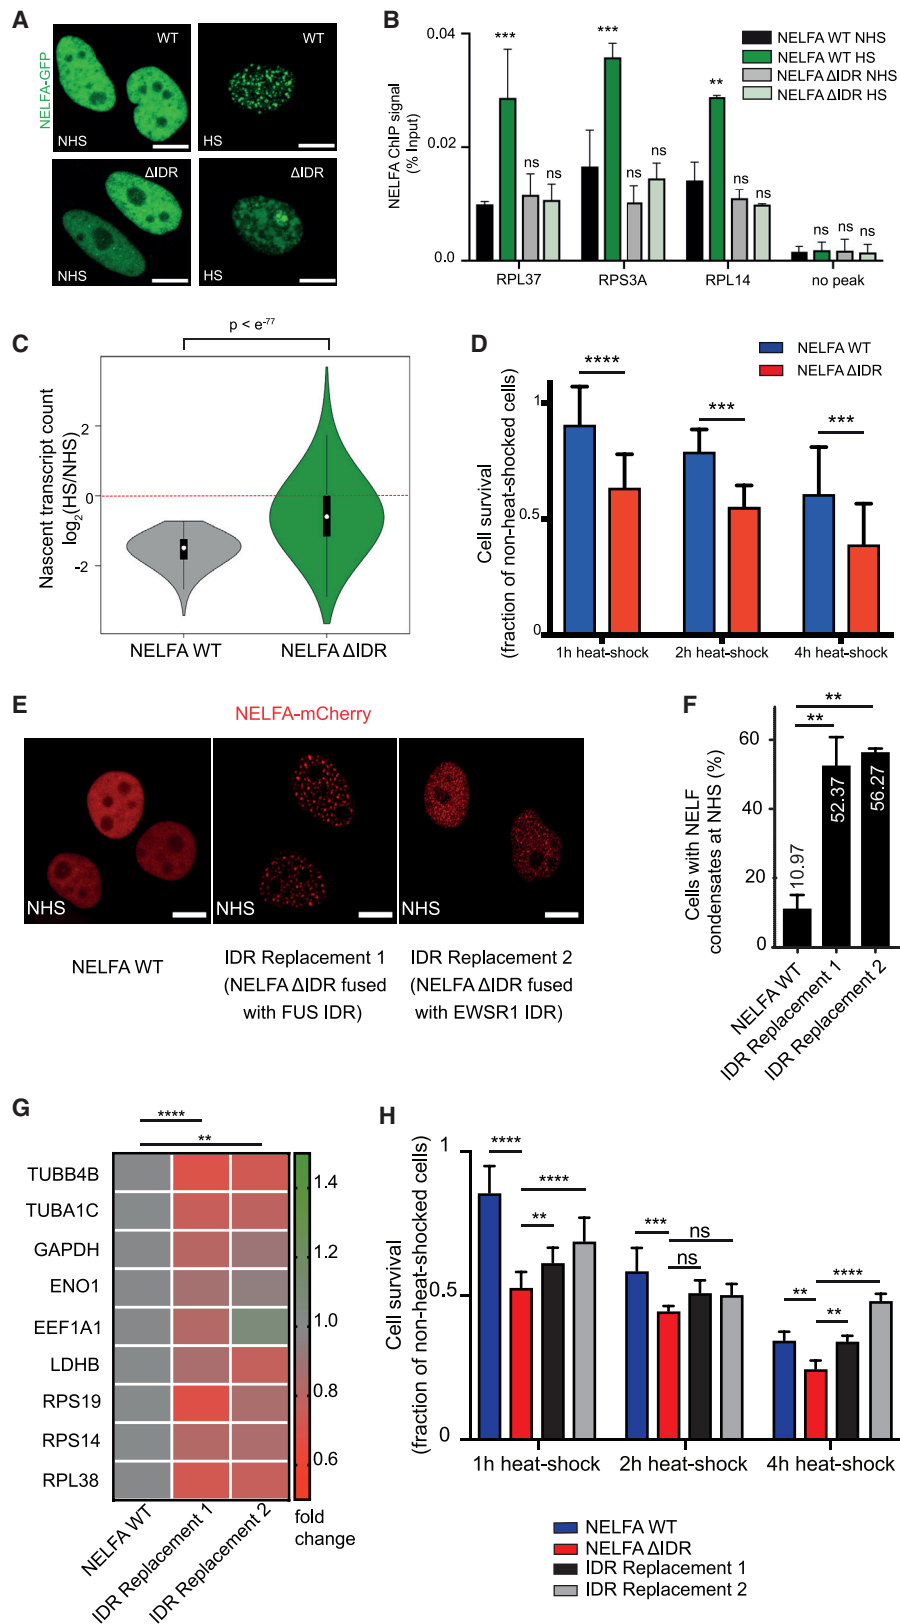 A
NELFA-GFP
WT
NHS
WT
HS
ΔIDR
NHS
ΔIDR
HS
B
NELFA ChIP signal
(% Input)
0.04
0.02
0.0
***
ns
ns
***
ns
ns
**
ns
ns
ns
ns
ns
RPL37
RPS3A
RPL14
no peak
NELFA WT NHS
NELFA WT HS
NELFA ΔIDR NHS
NELFA ΔIDR HS
C
p < e-77
Nascent transcript count
log2(HS/NHS)
2
0
-2
NELFA WT
NELFA ΔIDR
D
NELFA WT
NELFA ΔIDR
Cell survival
(fraction of non-heat-shocked cells)
1
0.5
0
****
***
***
1h heat-shock
2h heat-shock
4h heat-shock
E
NELFA-mCherry
NHS
NHS
NHS
NELFA WT
IDR Replacement 1
(NELFA ΔIDR fused
with FUS IDR)
IDR Replacement 2
(NELFA ΔIDR fused
with EWSR1 IDR)
F
Cells with NELF
condensates at NHS (%)
60
40
20
0
**
**
10.97
52.37
56.27
NELFA WT
IDR Replacement 1
IDR Replacement 2
G
****
**
TUBB4B
TUBA1C
GAPDH
ENO1
EEF1A1
LDHB
RPS19
RPS14
RPL38
NELFA WT
IDR Replacement 1
IDR Replacement 2
1.4
1.2
1.0
0.8
0.6
fold
change
H
Cell survival
(fraction of non-heat-shocked cells)
1
0.5
0
****
****
**
***
ns
ns
**
****
**
1h heat-shock
2h heat-shock
4h heat-shock
NELFA WT
NELFA ΔIDR
IDR Replacement 1
IDR Replacement 2